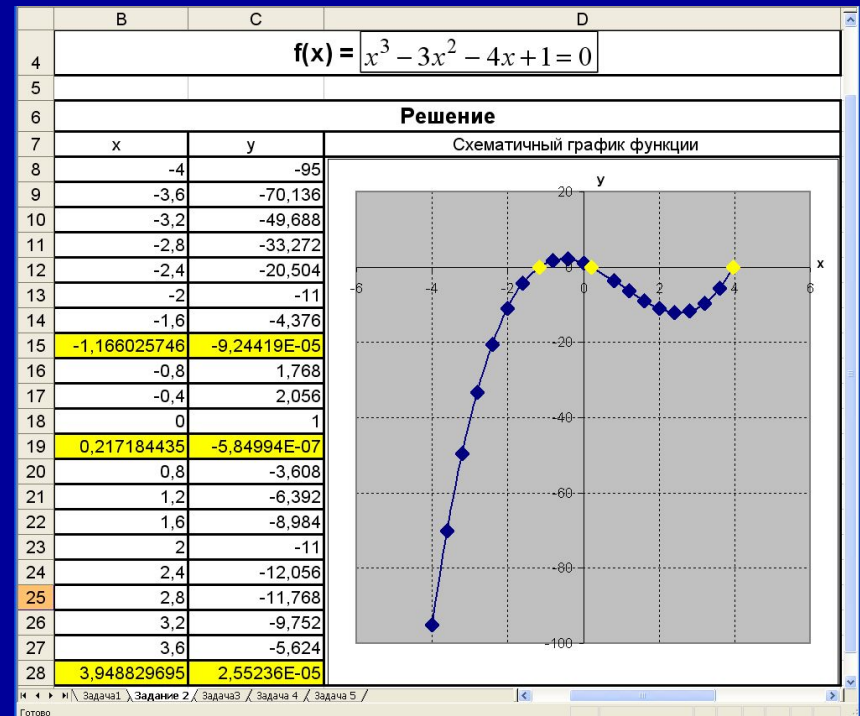 B C D
4 f(x) = x³ − 3x² − 4x + 1 = 0
5
6 Решение
7 x y Схематичный график функции
8 -4 -95
9 -3,6 -70,136
10 -3,2 -49,688
11 -2,8 -33,272
12 -2,4 -20,504
13 -2 -11
14 -1,6 -4,376
15 -1,166025746 -9,24419E-05
16 -0,8 1,768
17 -0,4 2,056
18 0 1
19 0,217184435 -5,84994E-07
20 0,8 -3,608
21 1,2 -6,392
22 1,6 -8,984
23 2 -11
24 2,4 -12,056
25 2,8 -11,768
26 3,2 -9,752
27 3,6 -5,624
28 3,948829695 2,55236E-05
y
20
0 x
-6 -4 -2 0 2 4 6
-20
-40
-60
-80
-100
Задача1 Задание 2 Задача3 Задача 4 Задача 5
Готово